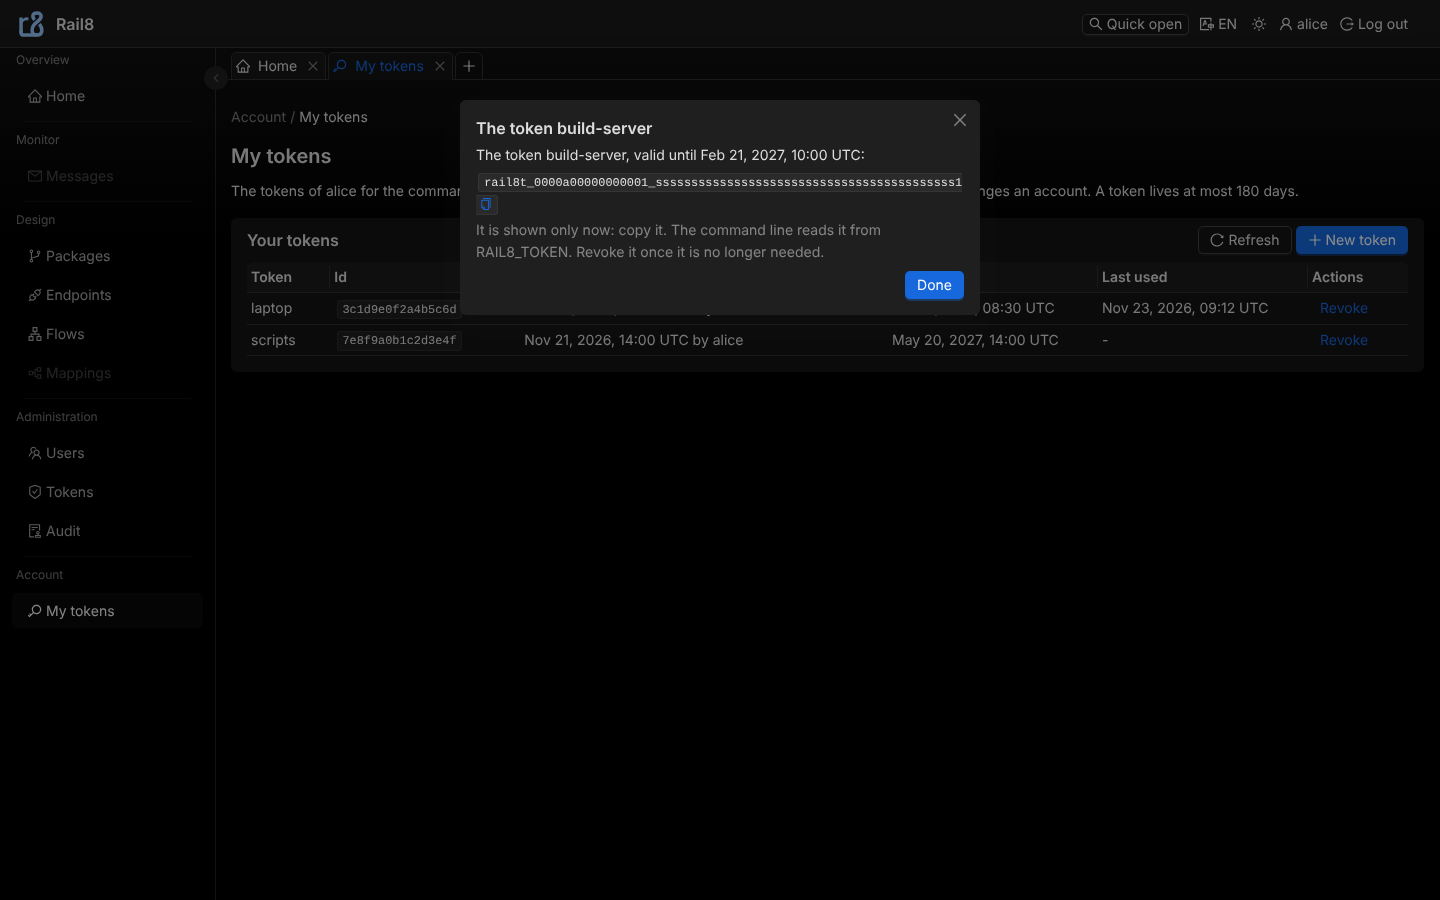 Rail8
Quick open
EN
alice
Log out
Overview
Home
Monitor
Messages
Design
Packages
Endpoints
Flows
Mappings
Administration
Users
Tokens
Audit
Account
My tokens
Home
My tokens
Account / My tokens
My tokens
The tokens of alice for the
nges an account. A token lives at most 180 days.
Your tokens
Refresh
New token
Token Id Last used Actions
laptop 3c1d9e0f2a4b5c6d 08:30 UTC Nov 23, 2026, 09:12 UTC Revoke
scripts 7e8f9a0b1c2d3e4f Nov 21, 2026, 14:00 UTC by alice May 20, 2027, 14:00 UTC - Revoke
The token build-server
The token build-server, valid until Feb 21, 2027, 10:00 UTC:
rail8t_0000a00000000001_ssssssssssssssssssssssssssssssssssssssssss1
It is shown only now: copy it. The command line reads it from
RAIL8_TOKEN. Revoke it once it is no longer needed.
Done